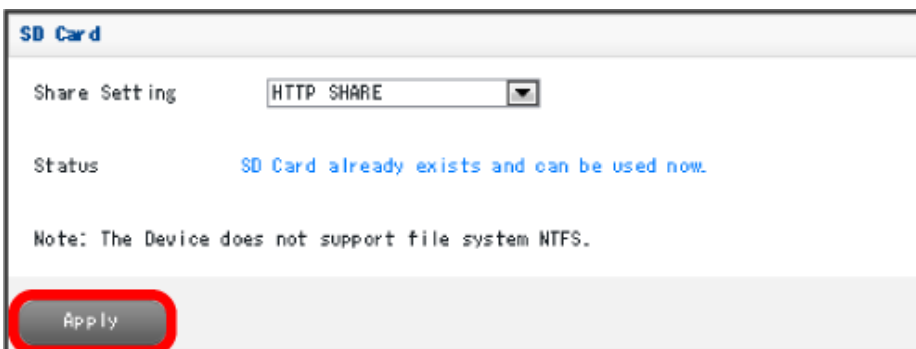 SD Card
Share Setting HTTP SHARE
Status SD Card already exists and can be used now.
Note: The Device does not support file system NTFS.
Apply